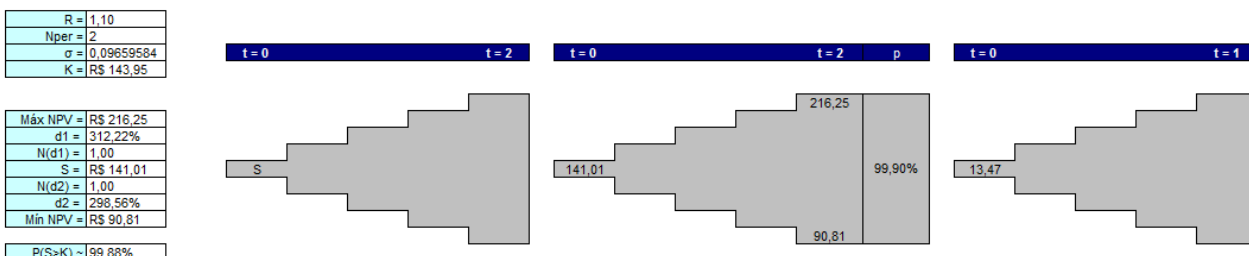 R = 1,10
Nper = 2
σ = 0,09659584
K = R$ 143,95
t = 0 t = 2 t = 0 t = 2 p t = 0 t = 1
Máx NPV = R$ 216,25
d1 = 312,22%
N(d1) = 1,00
S = R$ 141,01
N(d2) = 1,00
d2 = 298,56%
Mín NPV = R$ 90,81
P(S>K) ~ 99,88%
S
216,25
141,01 99,90%
90,81
13,47